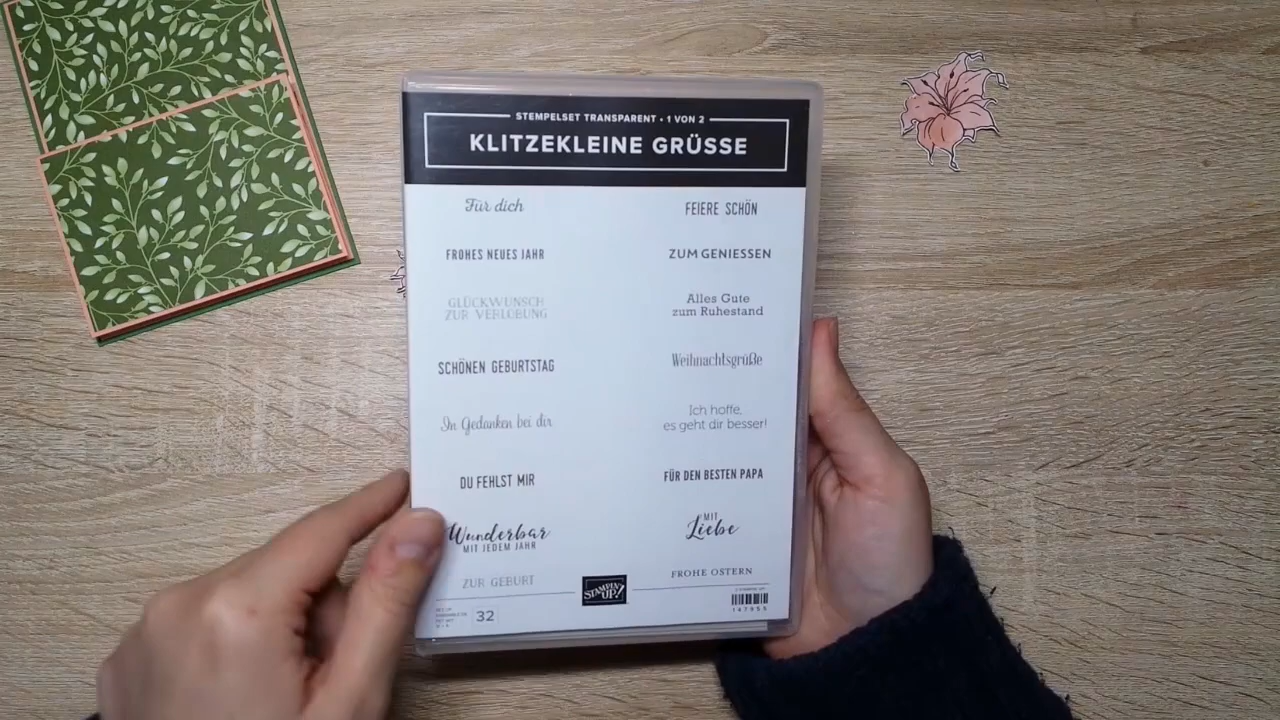 STEMPELSET TRANSPARENT • 1 VON 2
KLITZEKLEINE GRÜSSE
Für dich
FEIERE SCHÖN
FROHES NEUES JAHR
ZUM GENIESSEN
GLÜCKWUNSCH
ZUR VERLOBUNG
Alles Gute
zum Ruhestand
SCHÖNEN GEBURTSTAG
Weihnachtsgrüße
In Gedanken bei dir
Ich hoffe,
es geht dir besser!
DU FEHLST MIR
FÜR DEN BESTEN PAPA
Wunderbar
MIT JEDEM JAHR
MIT
Liebe
ZUR GEBURT
FROHE OSTERN
STAMPIN' UP!
32
147955